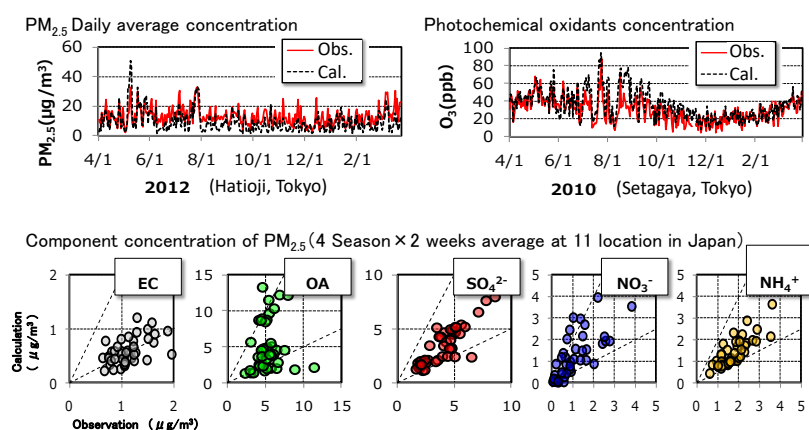 PM2.5 Daily average concentration
Photochemical oxidants concentration
PM2.5(μg/m³)
60
40
20
0
Obs.
Cal.
4/1 6/1 8/1 10/1 12/1 2/1
2012 (Hatioji, Tokyo)
O3(ppb)
100
80
60
40
20
0
Obs.
Cal.
4/1 6/1 8/1 10/1 12/1 2/1
2010 (Setagaya, Tokyo)
Component concentration of PM2.5(4 Season×2 weeks average at 11 location in Japan)
Calculation
(μg/m³)
EC
2
1
0
0 1 2
OA
15
10
5
0
0 5 10 15
SO4²⁻
10
5
0
0 5 10
NO3⁻
5
4
3
2
1
0
0 1 2 3 4 5
NH4⁺
5
4
3
2
1
0
0 1 2 3 4 5
Observation (μg/m³)